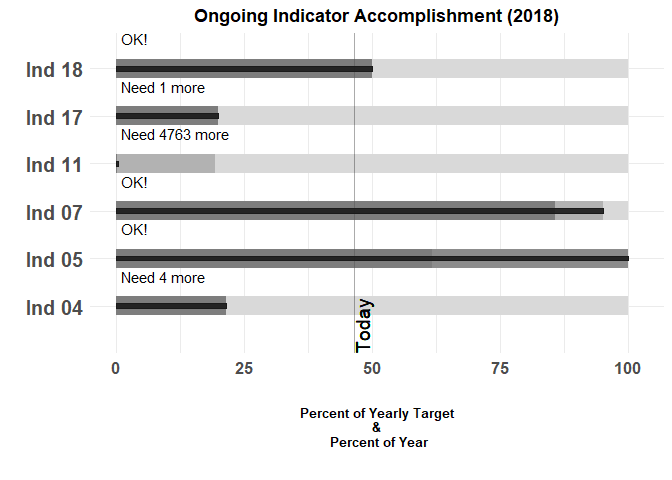 Ongoing Indicator Accomplishment (2018)
OK!
Ind 18
Need 1 more
Ind 17
Need 4763 more
Ind 11
OK!
Ind 07
OK!
Ind 05
Need 4 more
Ind 04
Today
0 25 50 75 100
Percent of Yearly Target
&
Percent of Year